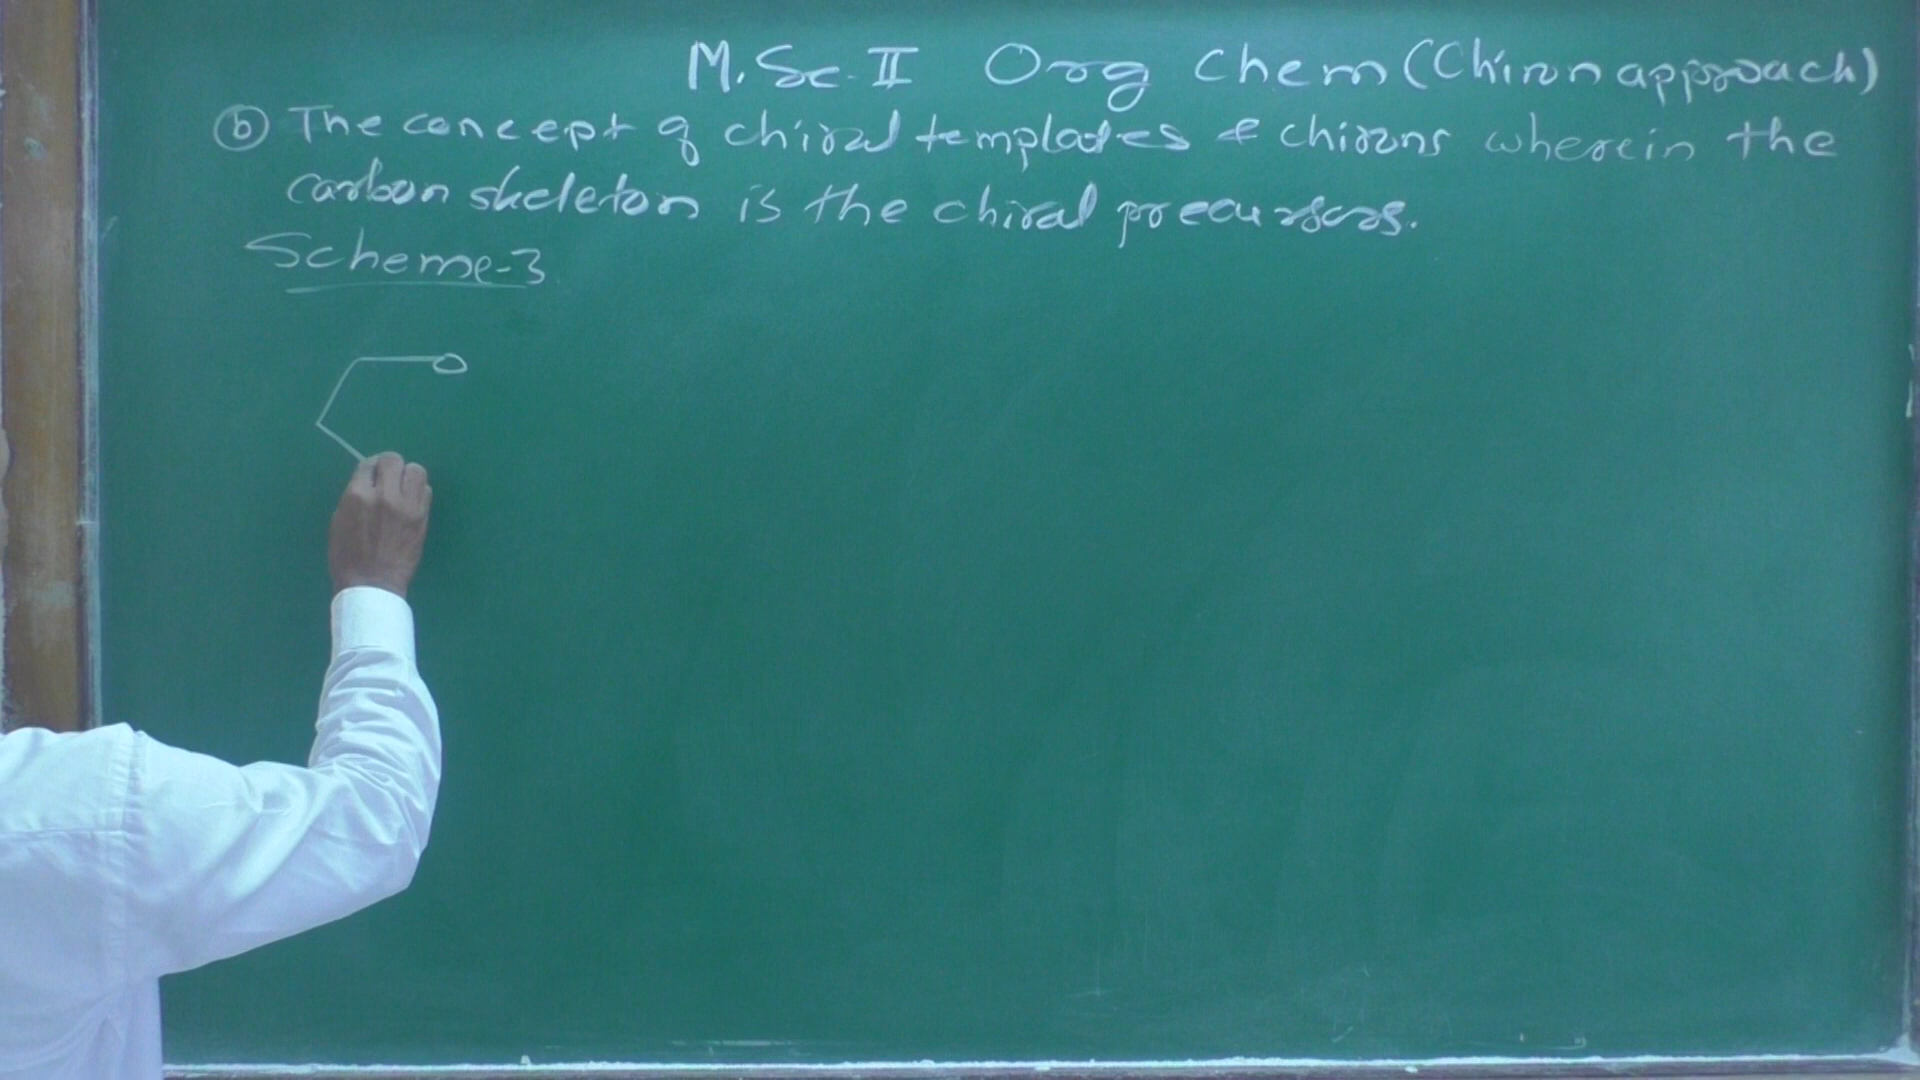 M.Sc. II Org Chem (Chiron approach)
(b) The concept of chiral templates & chirons wherein the
carbon skeleton is the chiral precursors.
Scheme-3
O